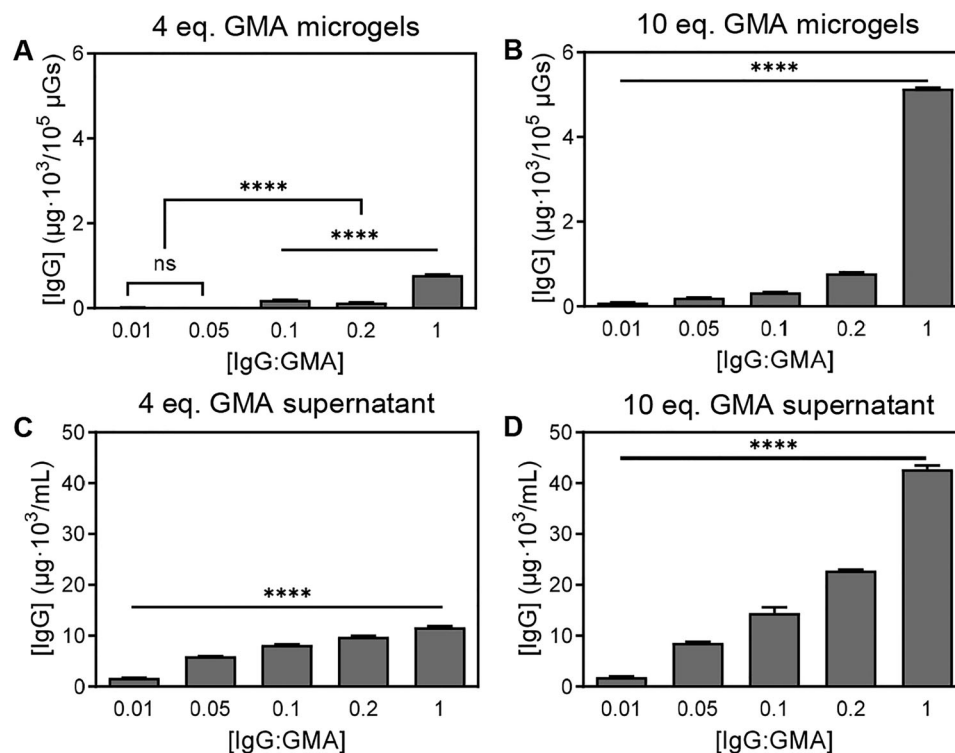 A
4 eq. GMA microgels
[IgG] (µg·10³/10⁵ µGs)
6
4
2
0
****
****
ns
0.01 0.05 0.1 0.2 1
[IgG:GMA]
B
10 eq. GMA microgels
[IgG] (µg·10³/10⁵ µGs)
6
4
2
0
****
0.01 0.05 0.1 0.2 1
[IgG:GMA]
C
4 eq. GMA supernatant
[IgG] (µg·10³/mL)
50
40
30
20
10
0
****
0.01 0.05 0.1 0.2 1
[IgG:GMA]
D
10 eq. GMA supernatant
[IgG] (µg·10³/mL)
50
40
30
20
10
0
****
0.01 0.05 0.1 0.2 1
[IgG:GMA]